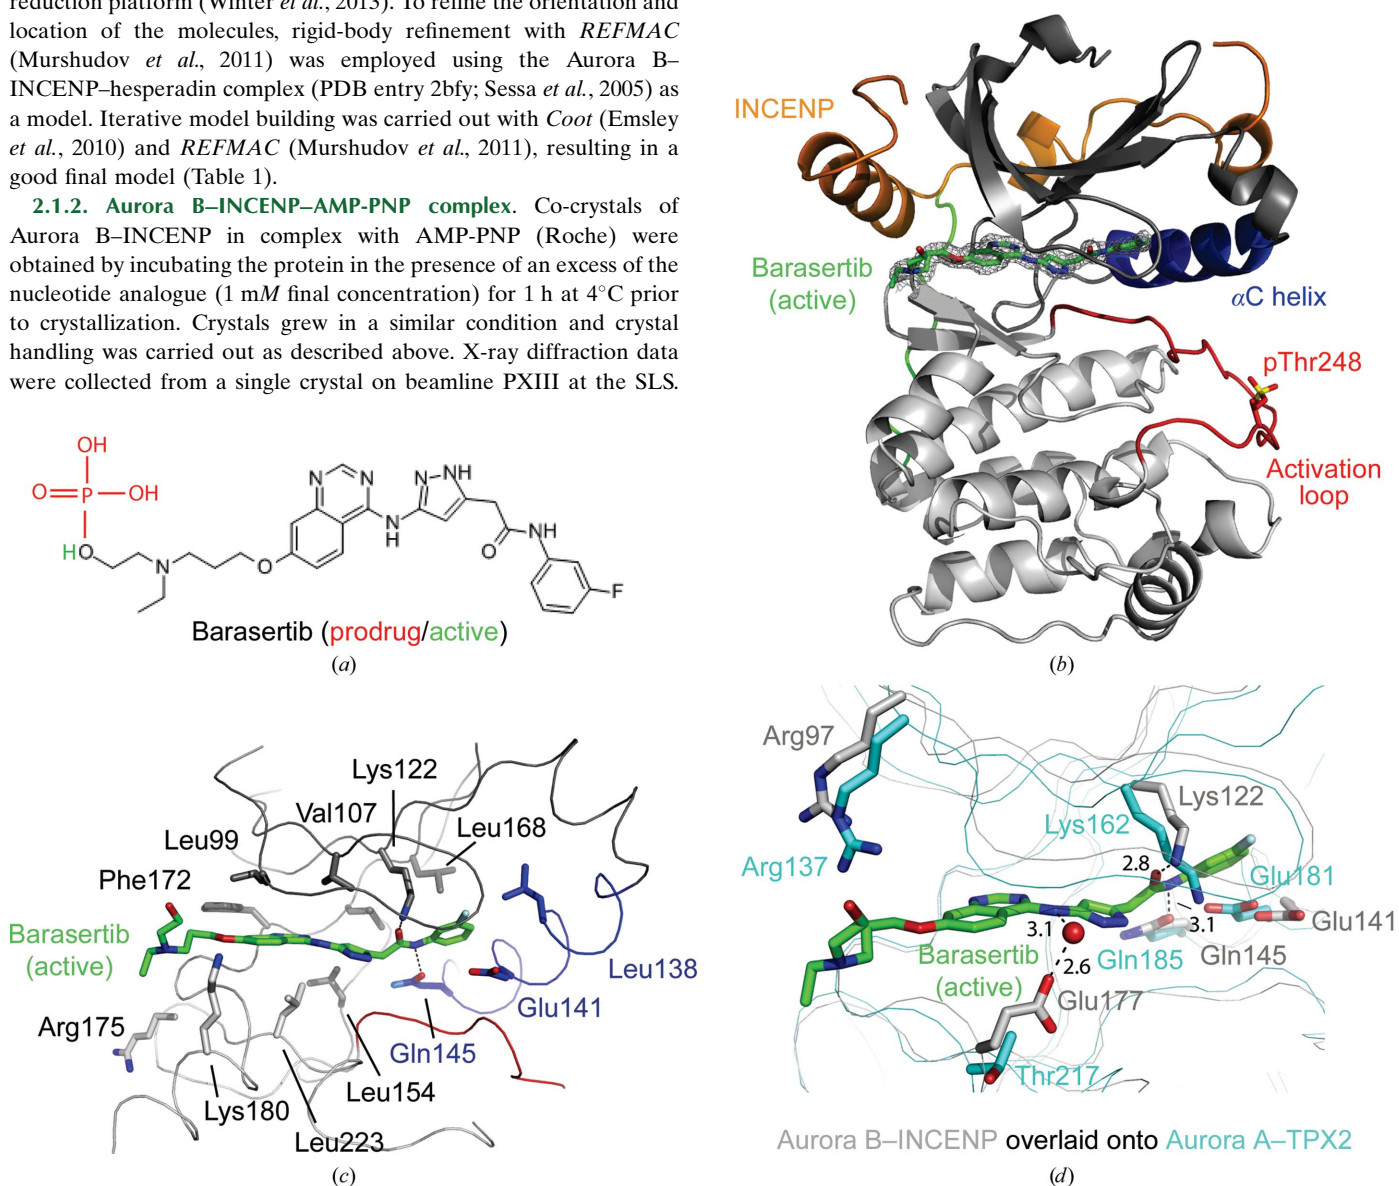 reduction platform (Winter et al., 2013). To refine the orientation and
location of the molecules, rigid-body refinement with REFMAC
(Murshudov et al., 2011) was employed using the Aurora B–
INCENP–hesperadin complex (PDB entry 2bfy; Sessa et al., 2005) as
a model. Iterative model building was carried out with Coot (Emsley
et al., 2010) and REFMAC (Murshudov et al., 2011), resulting in a
good final model (Table 1).
2.1.2. Aurora B–INCENP–AMP-PNP complex. Co-crystals of
Aurora B–INCENP in complex with AMP-PNP (Roche) were
obtained by incubating the protein in the presence of an excess of the
nucleotide analogue (1 mM final concentration) for 1 h at 4°C prior
to crystallization. Crystals grew in a similar condition and crystal
handling was carried out as described above. X-ray diffraction data
were collected from a single crystal on beamline PXIII at the SLS.
OH
O
P
OH
HO
N
O
N
N
N
H
N
NH
O
NH
F
Barasertib (prodrug/active)
(a)
INCENP
Barasertib
(active)
αC helix
pThr248
Activation
loop
(b)
Lys122
Val107
Leu168
Leu99
Phe172
Barasertib
(active)
Leu138
Glu141
Arg175
Gln145
Leu154
Lys180
Leu223
(c)
Arg97
Lys122
Lys162
2.8
Arg137
Glu181
Glu141
3.1
3.1
Barasertib
(active)
Gln185
Gln145
2.6
Glu177
Thr217
Aurora B–INCENP overlaid onto Aurora A–TPX2
(d)